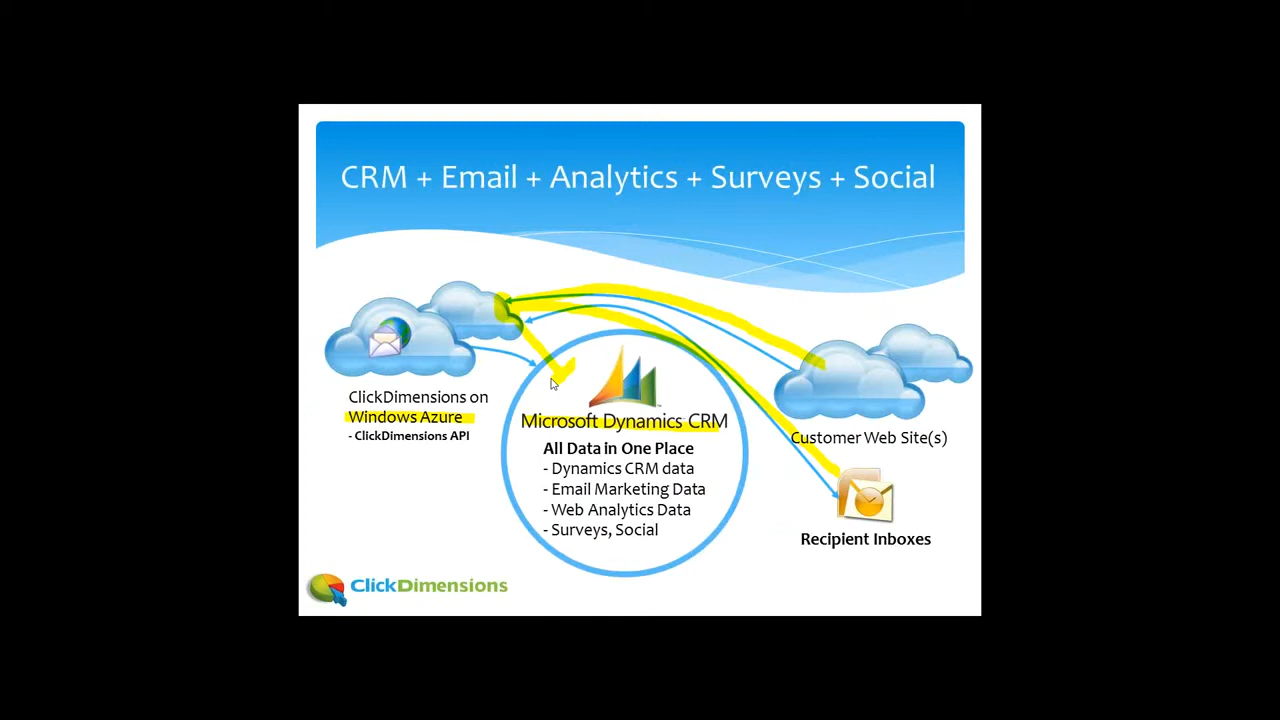 CRM + Email + Analytics + Surveys + Social
ClickDimensions on
Windows Azure
- ClickDimensions API
Microsoft Dynamics CRM
All Data in One Place
- Dynamics CRM data
- Email Marketing Data
- Web Analytics Data
- Surveys, Social
Customer Web Site(s)
Recipient Inboxes
ClickDimensions